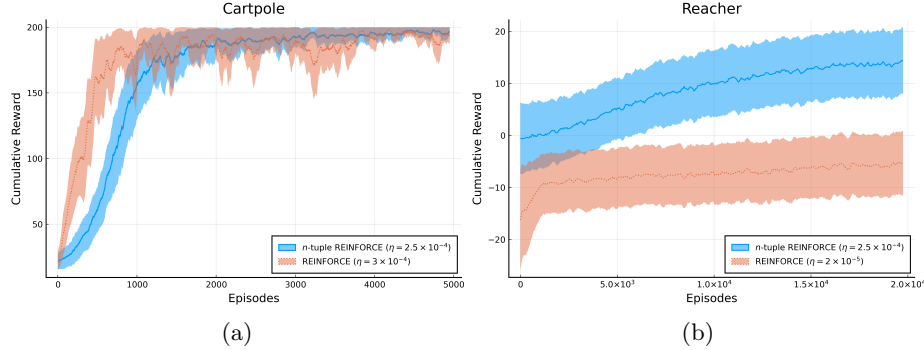 Cartpole
200
150
100
50
0
1000
2000
3000
4000
5000
Cumulative Reward
Episodes
n-tuple REINFORCE (η = 2.5 × 10⁻⁴)
REINFORCE (η = 3 × 10⁻⁴)
(a)
Reacher
20
10
0
−10
−20
0
5.0×10³
1.0×10⁴
1.5×10⁴
2.0×10⁴
Cumulative Reward
Episodes
n-tuple REINFORCE (η = 2.5 × 10⁻⁴)
REINFORCE (η = 2 × 10⁻⁵)
(b)